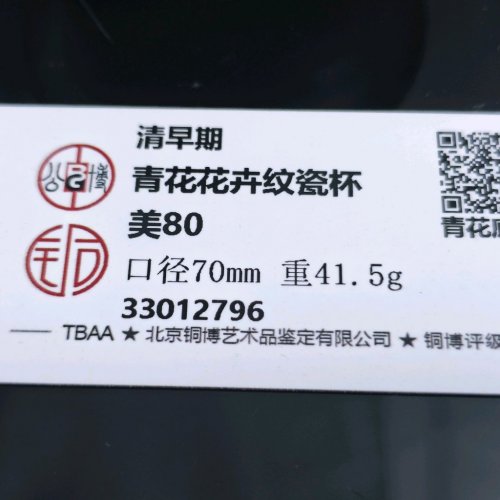 清早期
青花花卉纹瓷杯
美80
口径70mm 重41.5g
33012796
TBAA ★ 北京铜博艺术品鉴定有限公司 ★ 铜博评级
青花